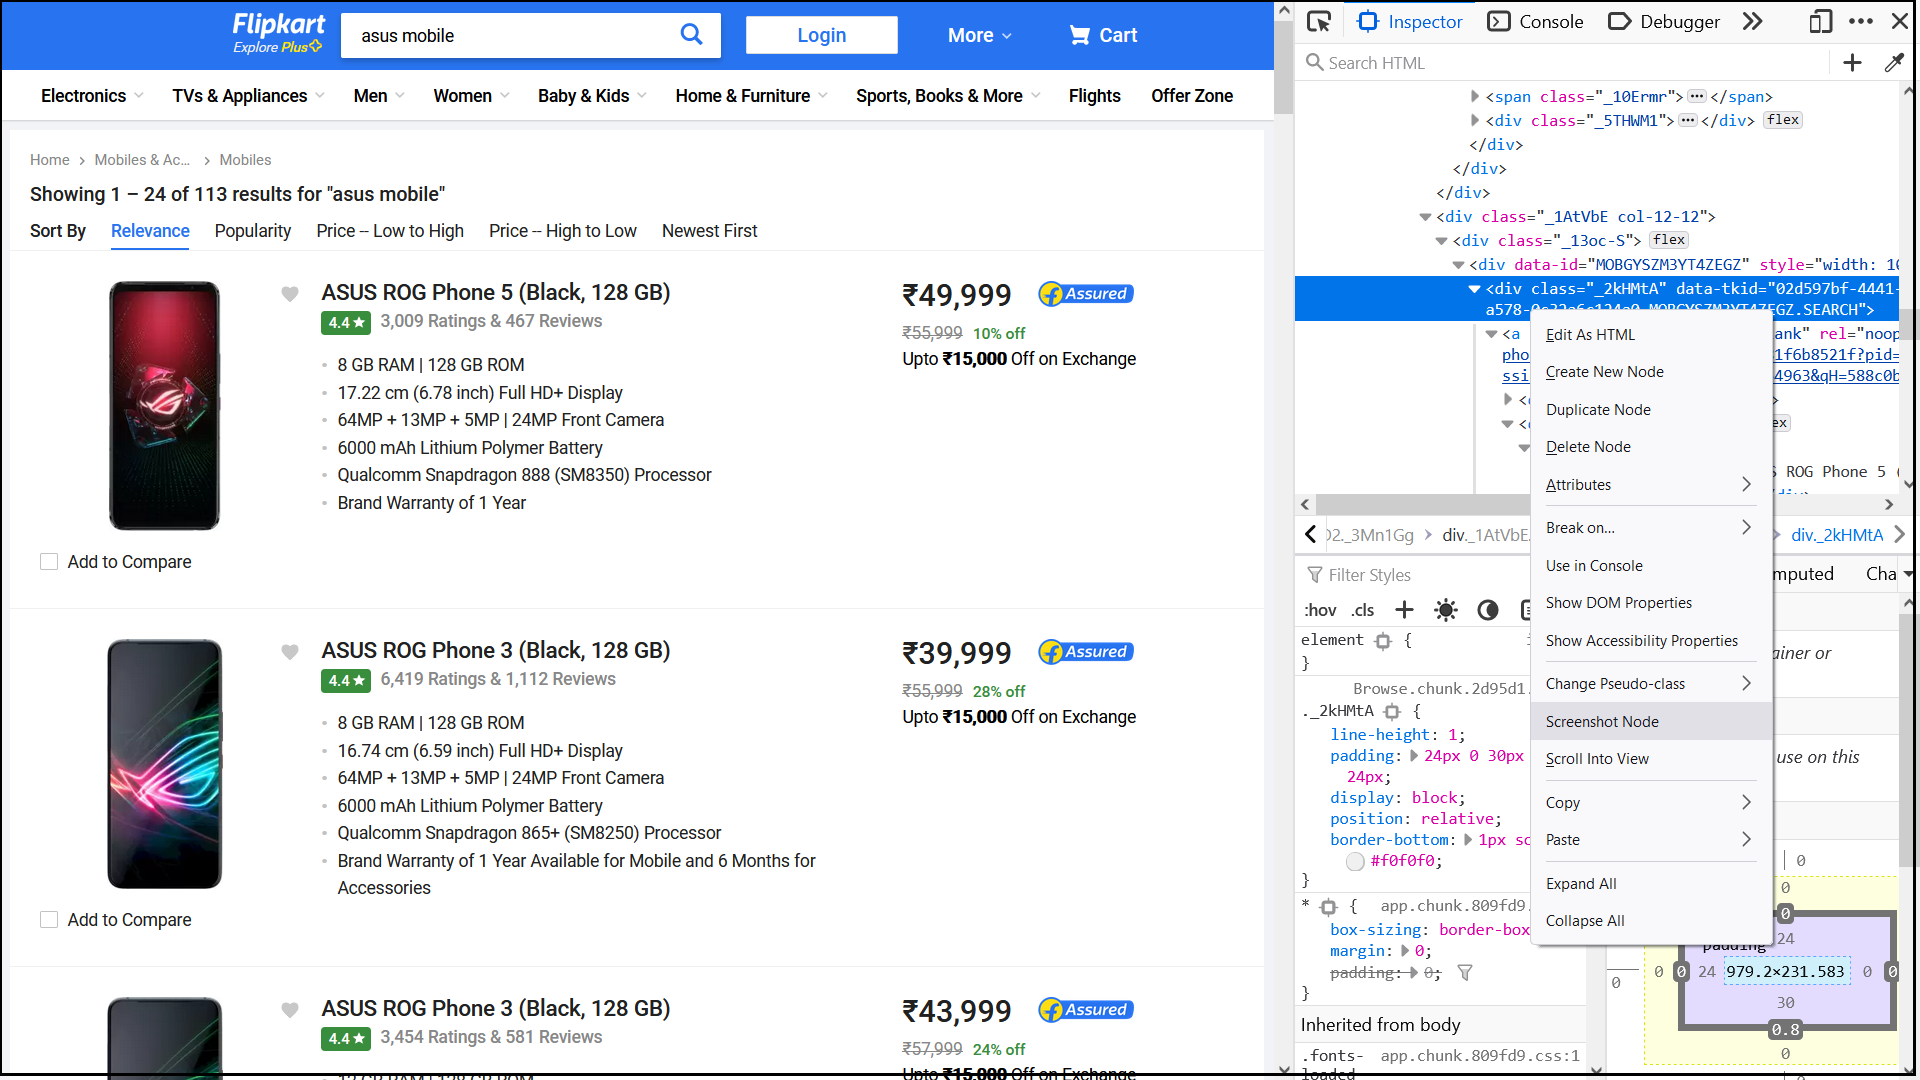 Flipkart
Explore Plus
asus mobile
Login
More
Cart
Electronics
TVs & Appliances
Men
Women
Baby & Kids
Home & Furniture
Sports, Books & More
Flights
Offer Zone
Home
Mobiles & Ac...
Mobiles
Showing 1 – 24 of 113 results for "asus mobile"
Sort By
Relevance
Popularity
Price -- Low to High
Price -- High to Low
Newest First
ASUS ROG Phone 5 (Black, 128 GB)
4.4 ★ 3,009 Ratings & 467 Reviews
8 GB RAM | 128 GB ROM
17.22 cm (6.78 inch) Full HD+ Display
64MP + 13MP + 5MP | 24MP Front Camera
6000 mAh Lithium Polymer Battery
Qualcomm Snapdragon 888 (SM8350) Processor
Brand Warranty of 1 Year
₹49,999
Assured
₹55,999 10% off
Upto ₹15,000 Off on Exchange
Add to Compare
ASUS ROG Phone 3 (Black, 128 GB)
4.4 ★ 6,419 Ratings & 1,112 Reviews
8 GB RAM | 128 GB ROM
16.74 cm (6.59 inch) Full HD+ Display
64MP + 13MP + 5MP | 24MP Front Camera
6000 mAh Lithium Polymer Battery
Qualcomm Snapdragon 865+ (SM8250) Processor
Brand Warranty of 1 Year Available for Mobile and 6 Months for
Accessories
₹39,999
Assured
₹55,999 28% off
Upto ₹15,000 Off on Exchange
Add to Compare
ASUS ROG Phone 3 (Black, 128 GB)
4.4 ★ 3,454 Ratings & 581 Reviews
₹43,999
Assured
₹57,999 24% off
Upto ₹15,000 Off on Exchange
Inspector
Console
Debugger
Search HTML
<span class="_10Ermr"> ••• </span>
<div class="_5THWM1"> ••• </div> flex
</div>
</div>
</div>
<div class="_1AtVbE col-12-12">
<div class="_13oc-S"> flex
<div data-id="MOBGYSZM3YT4ZEGZ" style="width: 10
<div class="_2kHMtA" data-tkid="02d597bf-4441-
EGZ.SEARCH">
<a ank" rel="noop
pho 1f6b8521f?pid=
ssi 4963&qH=588c0b
S ROG Phone 5 (
Edit As HTML
Create New Node
Duplicate Node
Delete Node
Attributes
Break on...
Use in Console
Show DOM Properties
Show Accessibility Properties
Change Pseudo-class
Screenshot Node
Scroll Into View
Copy
Paste
Expand All
Collapse All
02._3Mn1Gg
div._1AtVbE
div._2kHMtA
Filter Styles
mputed
Cha
:hov .cls
element {
}
Browse.chunk.2d95d1.
._2kHMtA {
line-height: 1;
padding: 24px 0 30px
24px;
display: block;
position: relative;
border-bottom: 1px so
#f0f0f0;
}
* { app.chunk.809fd9.
box-sizing: border-box
margin: 0;
padding: 0;
}
Inherited from body
.fonts- app.chunk.809fd9.css:1
loaded
ainer or
use on this
0
0
0
padding 24
0 0 0 24 979.2×231.583 0 0
30
0.8
0